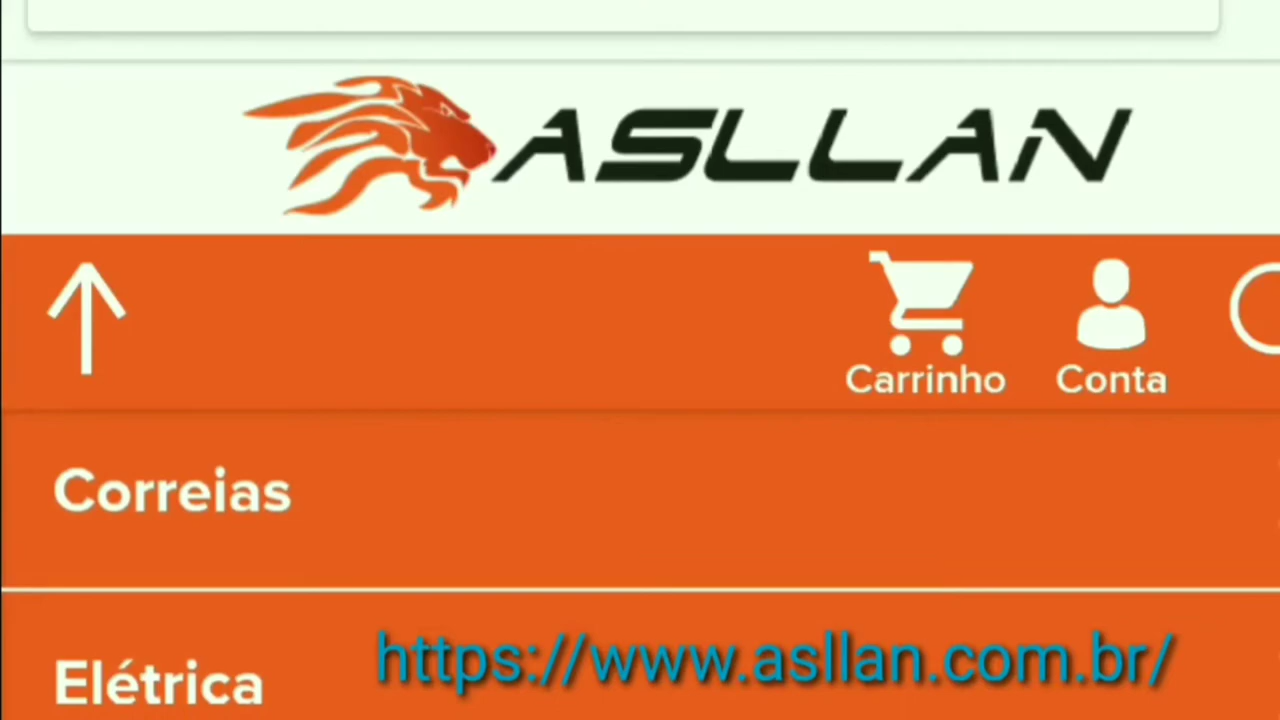 ASLLAN
Carrinho Conta
Correias
Elétrica
https://www.asllan.com.br/